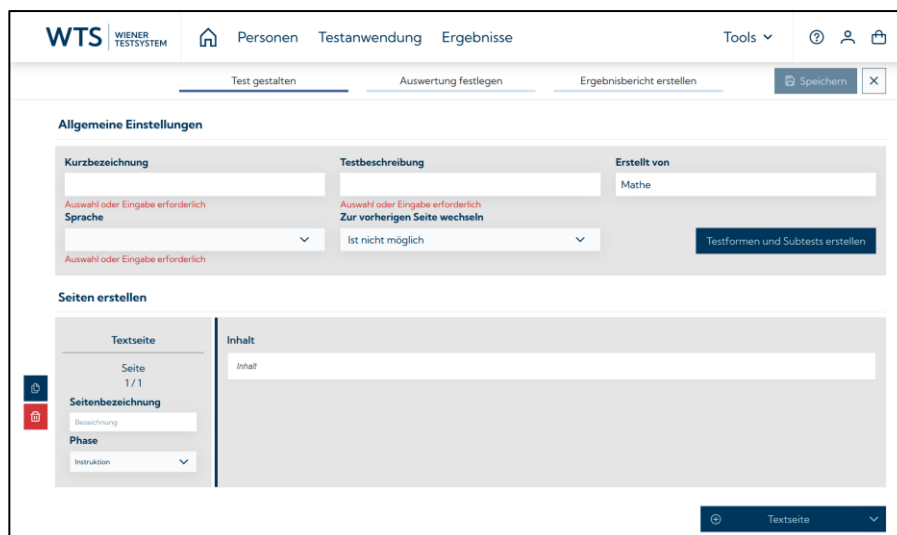 WTS WIENER TESTSYSTEM
Personen Testanwendung Ergebnisse Tools
Test gestalten Auswertung festlegen Ergebnisbericht erstellen Speichern
Allgemeine Einstellungen
Kurzbezeichnung Testbeschreibung Erstellt von
Mathe
Auswahl oder Eingabe erforderlich Auswahl oder Eingabe erforderlich
Sprache Zur vorherigen Seite wechseln
Ist nicht möglich Testformen und Subtests erstellen
Auswahl oder Eingabe erforderlich
Seiten erstellen
Textseite Inhalt
Inhalt
Seite
1/1
Seitenbezeichnung
Bezeichnung
Phase
Instruktion
Textseite